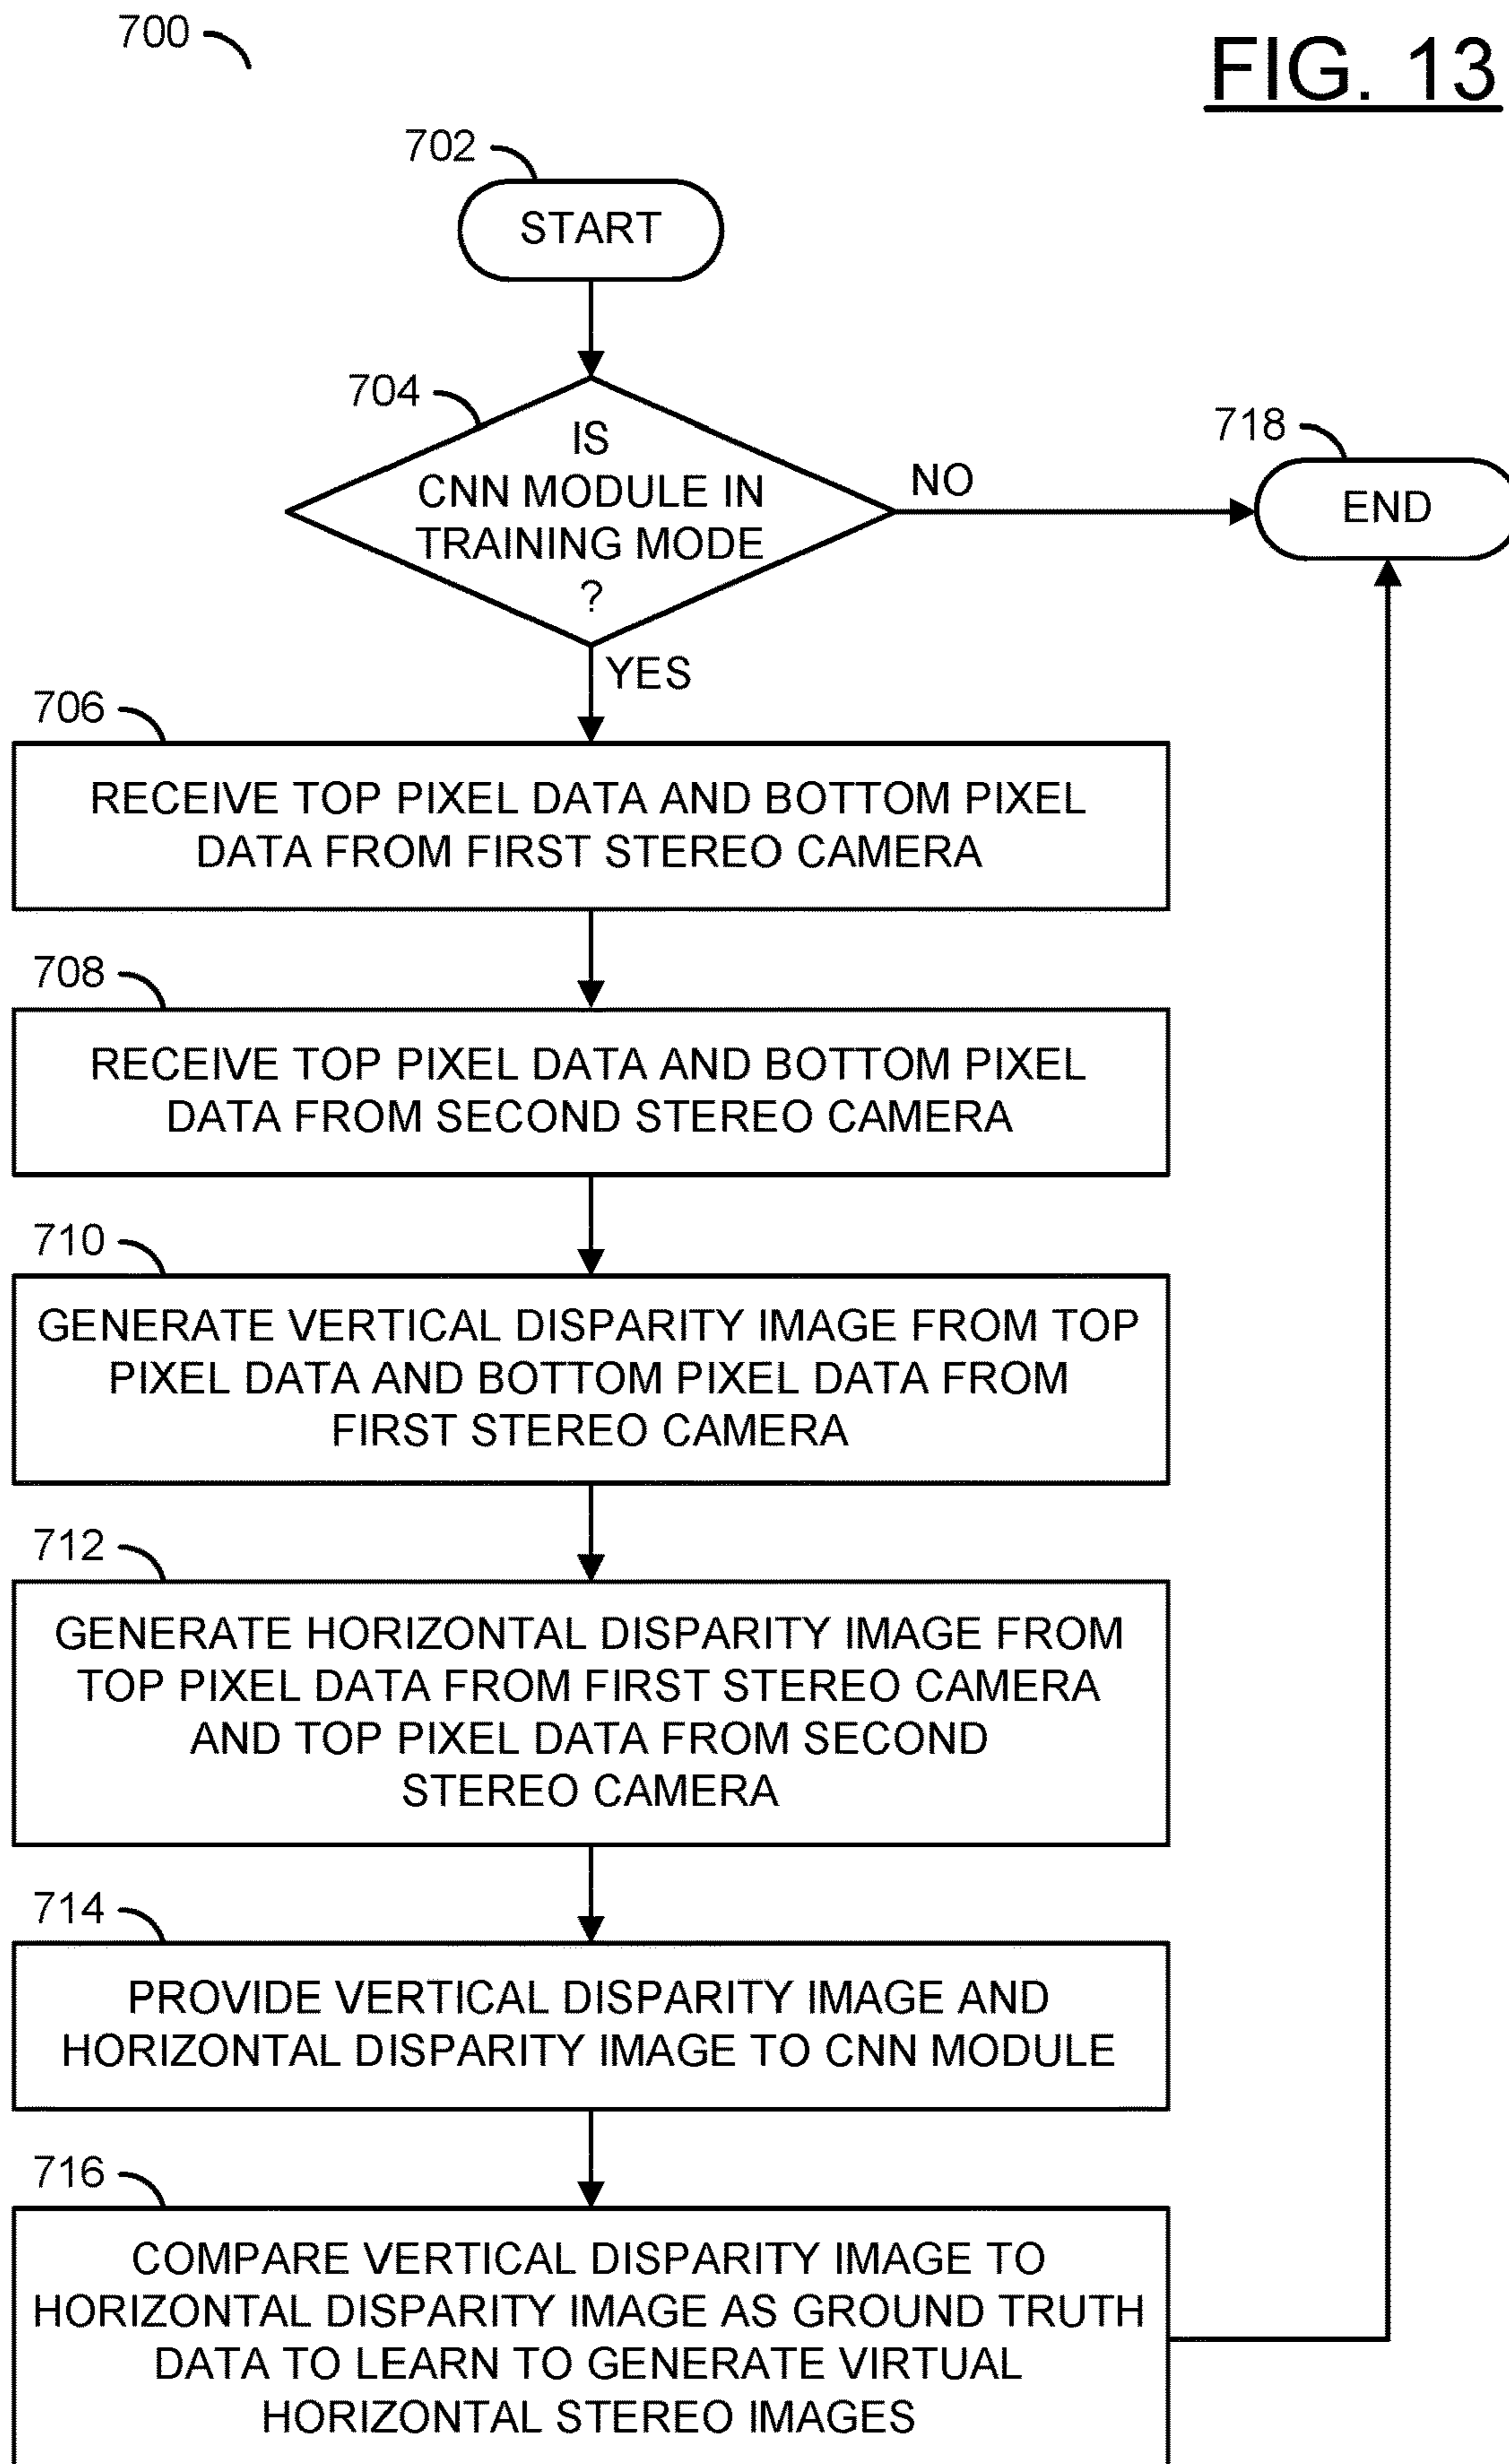 700
FIG. 13
702
START
704
IS
CNN MODULE IN
TRAINING MODE
?
NO
718
END
YES
706
RECEIVE TOP PIXEL DATA AND BOTTOM PIXEL
DATA FROM FIRST STEREO CAMERA
708
RECEIVE TOP PIXEL DATA AND BOTTOM PIXEL
DATA FROM SECOND STEREO CAMERA
710
GENERATE VERTICAL DISPARITY IMAGE FROM TOP
PIXEL DATA AND BOTTOM PIXEL DATA FROM
FIRST STEREO CAMERA
712
GENERATE HORIZONTAL DISPARITY IMAGE FROM
TOP PIXEL DATA FROM FIRST STEREO CAMERA
AND TOP PIXEL DATA FROM SECOND
STEREO CAMERA
714
PROVIDE VERTICAL DISPARITY IMAGE AND
HORIZONTAL DISPARITY IMAGE TO CNN MODULE
716
COMPARE VERTICAL DISPARITY IMAGE TO
HORIZONTAL DISPARITY IMAGE AS GROUND TRUTH
DATA TO LEARN TO GENERATE VIRTUAL
HORIZONTAL STEREO IMAGES